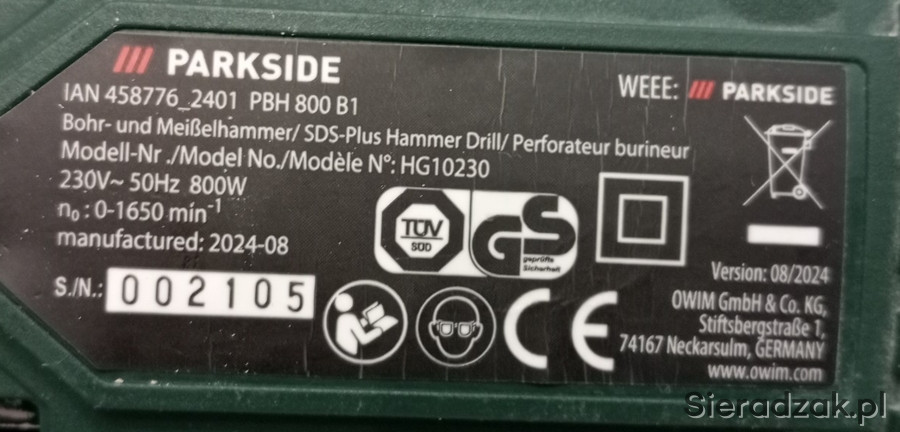 PARKSIDE
IAN 458776_2401 PBH 800 B1
Bohr- und Meißelhammer/ SDS-Plus Hammer Drill/ Perforateur burineur
Modell-Nr ./Model No./Modèle N°: HG10230
230V~ 50Hz 800W
n₀ : 0-1650 min⁻¹
manufactured: 2024-08
S./N.: 002105
TÜV
SÜD
GS
geprüfte
Sicherheit
CE
WEEE: PARKSIDE
Version: 08/2024
OWIM GmbH & Co. KG,
Stiftsbergstraße 1,
74167 Neckarsulm, GERMANY
www.owim.com
Sieradzak.pl